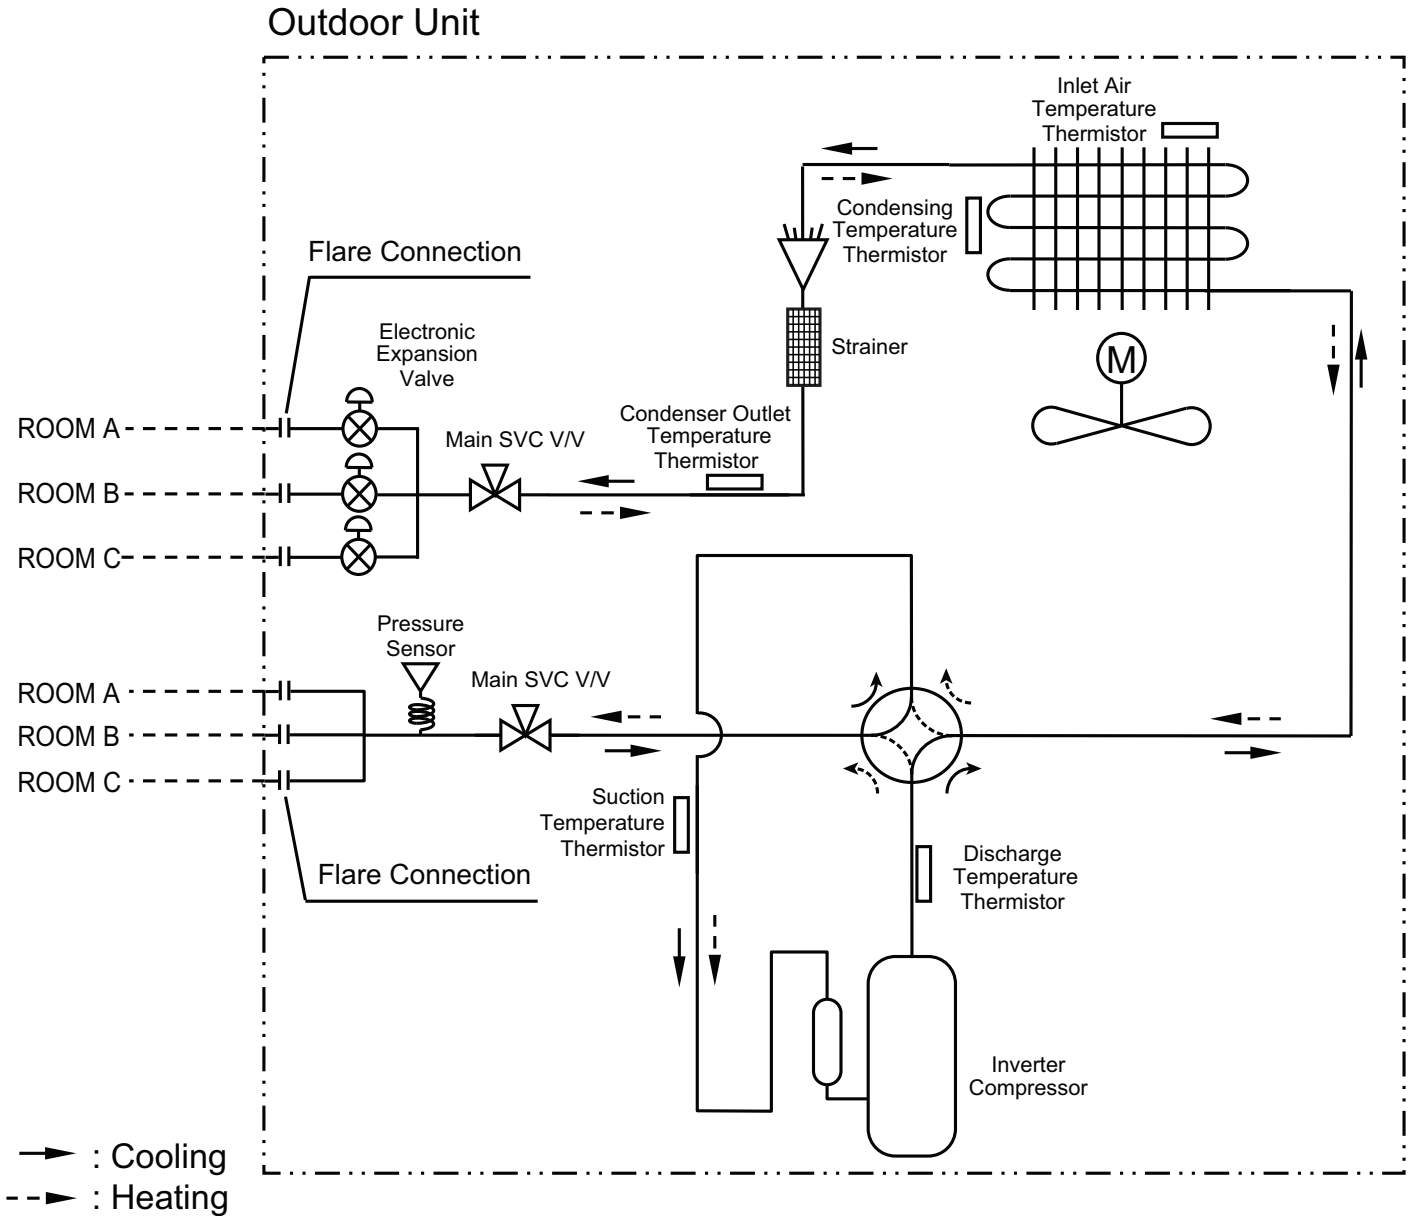 Outdoor Unit
Inlet Air
Temperature
Thermistor
Condensing
Temperature
Thermistor
Flare Connection
Electronic
Expansion
Valve
Strainer
M
Condenser Outlet
Temperature
Thermistor
Main SVC V/V
ROOM A
ROOM B
ROOM C
Pressure
Sensor
Main SVC V/V
ROOM A
ROOM B
ROOM C
Suction
Temperature
Thermistor
Flare Connection
Discharge
Temperature
Thermistor
Inverter
Compressor
: Cooling
: Heating